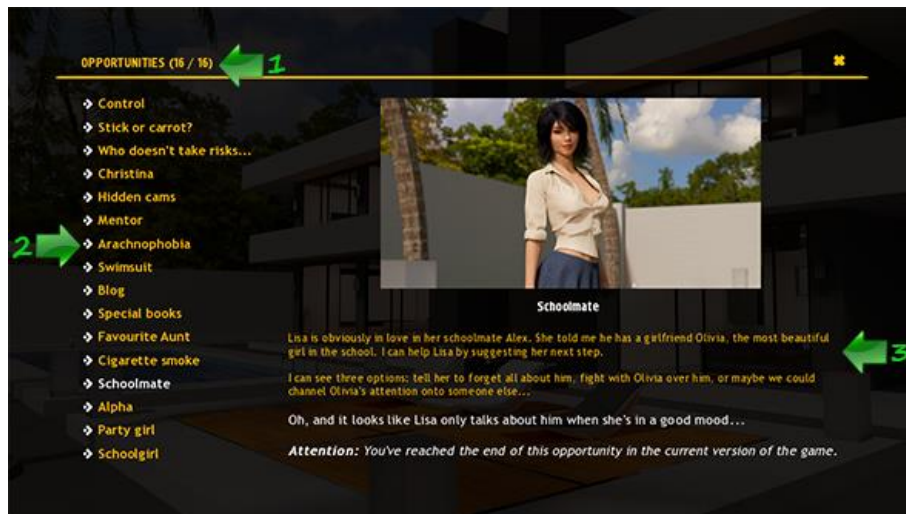 OPPORTUNITIES (16 / 16)
1
Control
Stick or carrot?
Who doesn't take risks...
Christina
Hidden cams
Mentor
2
Arachnophobia
Swimsuit
Blog
Special books
Favourite Aunt
Cigarette smoke
Schoolmate
Alpha
Party girl
Schoolgirl
Schoolmate
Lisa is obviously in love in her schoolmate Alex. She told me he has a girlfriend Olivia, the most beautiful
girl in the school. I can help Lisa by suggesting her next step.
3
I can see three options: tell her to forget all about him, fight with Olivia over him, or maybe we could
channel Olivia's attention onto someone else...
Oh, and it looks like Lisa only talks about him when she's in a good mood...
Attention: You've reached the end of this opportunity in the current version of the game.